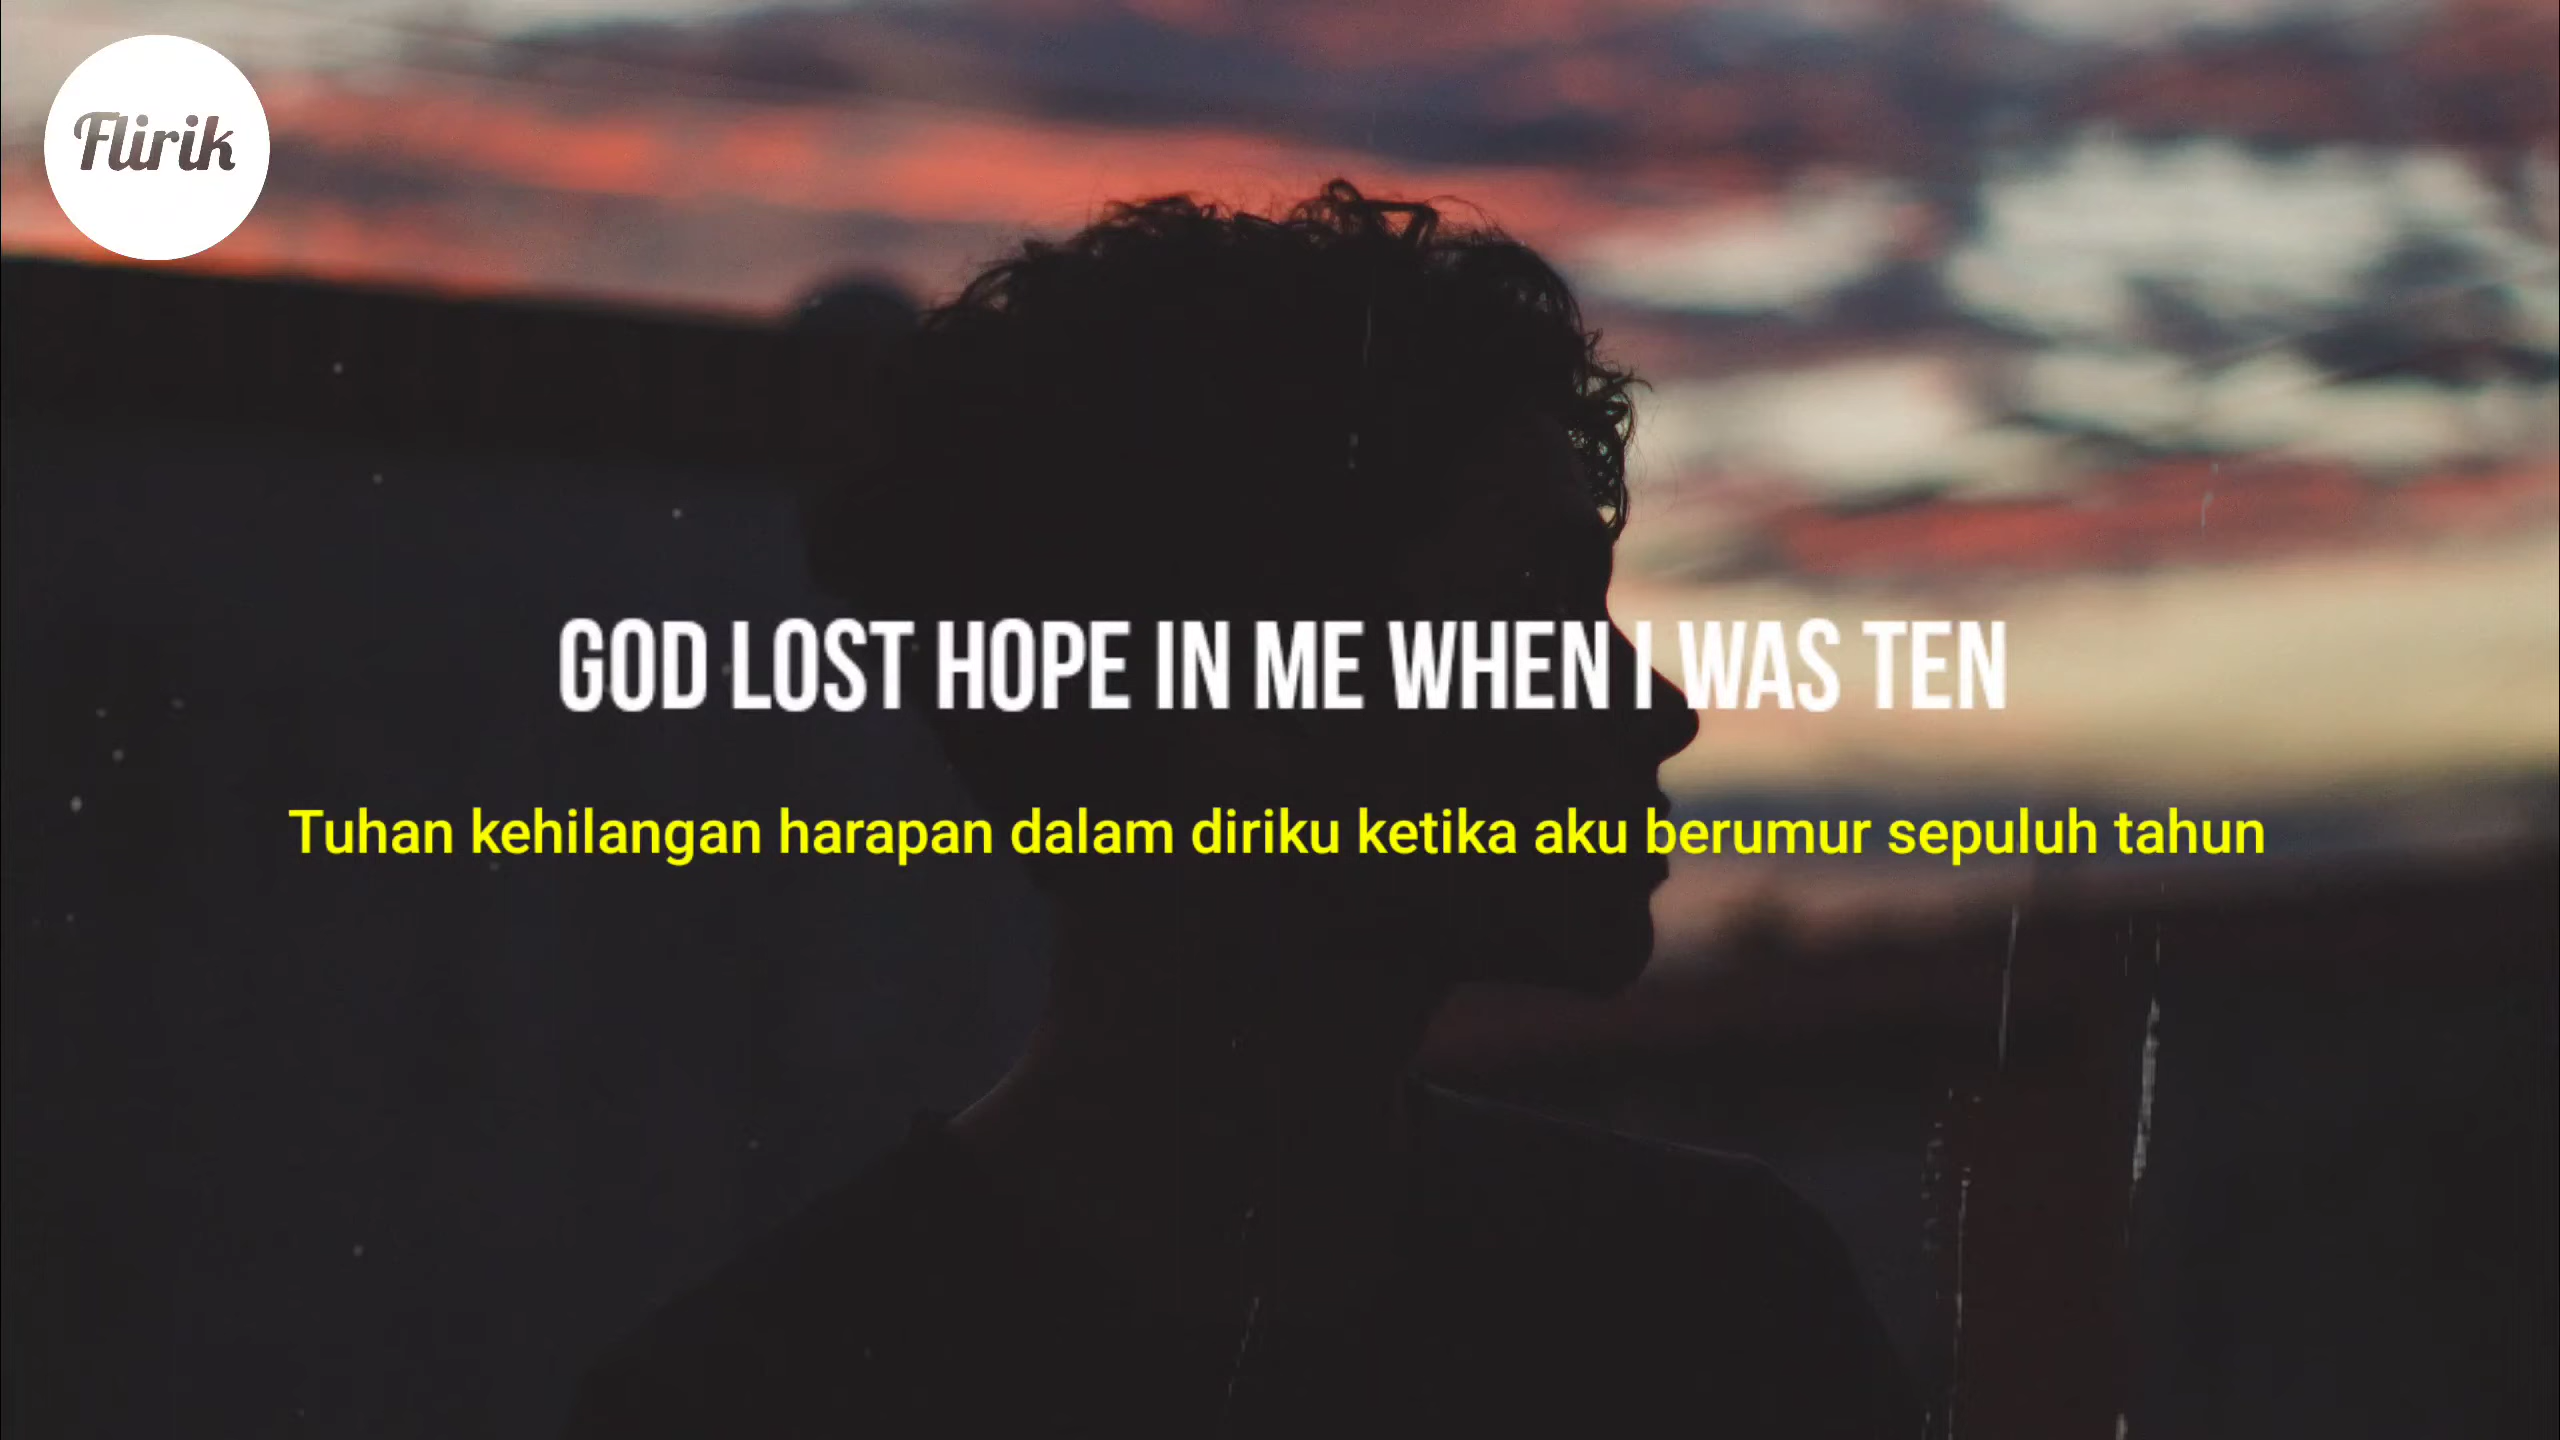 Flirik
GOD LOST HOPE IN ME WHEN I WAS TEN
Tuhan kehilangan harapan dalam diriku ketika aku berumur sepuluh tahun